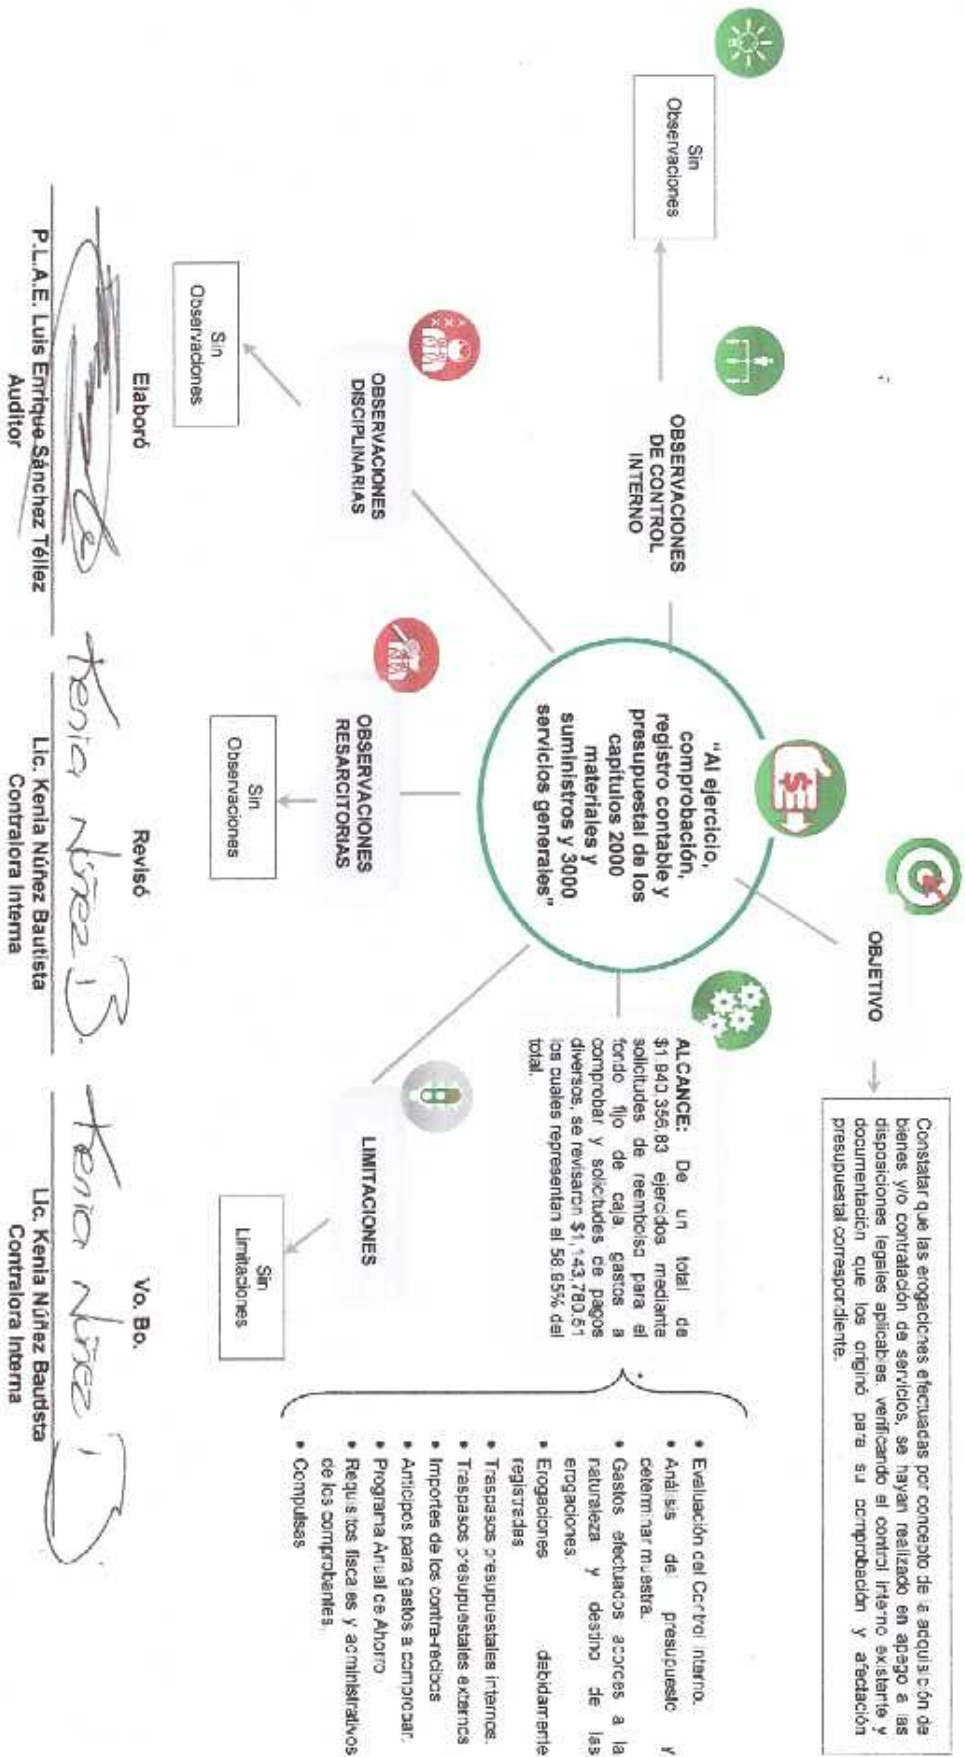 OBJETIVO
Constatar que las erogaciones efectuadas por concepto de la adquisición de
bienes y/o contratación de servicios, se hayan realizado en apego a las
disposiciones legales aplicables, verificando el control interno existente y
documentación que los originó para su comprobación y afectación
presupuestal correspondiente.
"Al ejercicio,
comprobación,
registro contable y
presupuestal de los
capítulos 2000
materiales y
suministros y 3000
servicios generales"
ALCANCE: De un total de
$1,940,356.83 ejercidos mediante
solicitudes de reembolso para el
fondo fijo de caja, gastos a
comprobar y solicitudes de pagos
diversos, se revisaron $1,143,780.51
los cuales representan el 58.95% del
total.
• Evaluación del Control Interno.
• Análisis del presupuesto y
determinar muestra.
• Gastos efectuados acordes a la
naturaleza y destino de las
erogaciones.
• Erogaciones debidamente
registradas
• Traspasos presupuestales internos.
• Traspasos presupuestales externos
• Importes de los contra-recibos
• Anticipos para gastos a comprobar.
• Programa Anual de Ahorro
• Requisitos fiscales y administrativos
de los comprobantes.
• Compulsas
OBSERVACIONES
DE CONTROL
INTERNO
Sin
Observaciones
OBSERVACIONES
DISCIPLINARIAS
Sin
Observaciones
OBSERVACIONES
RESARCITORIAS
Sin
Observaciones
LIMITACIONES
Sin
Limitaciones
Elaboró
P.L.A.E. Luis Enrique Sánchez Téllez
Auditor
Revisó
Kenia Núñez B.
Lic. Kenia Núñez Bautista
Contralora Interna
Vo. Bo.
Kenia Núñez B
Lic. Kenia Núñez Bautista
Contralora Interna